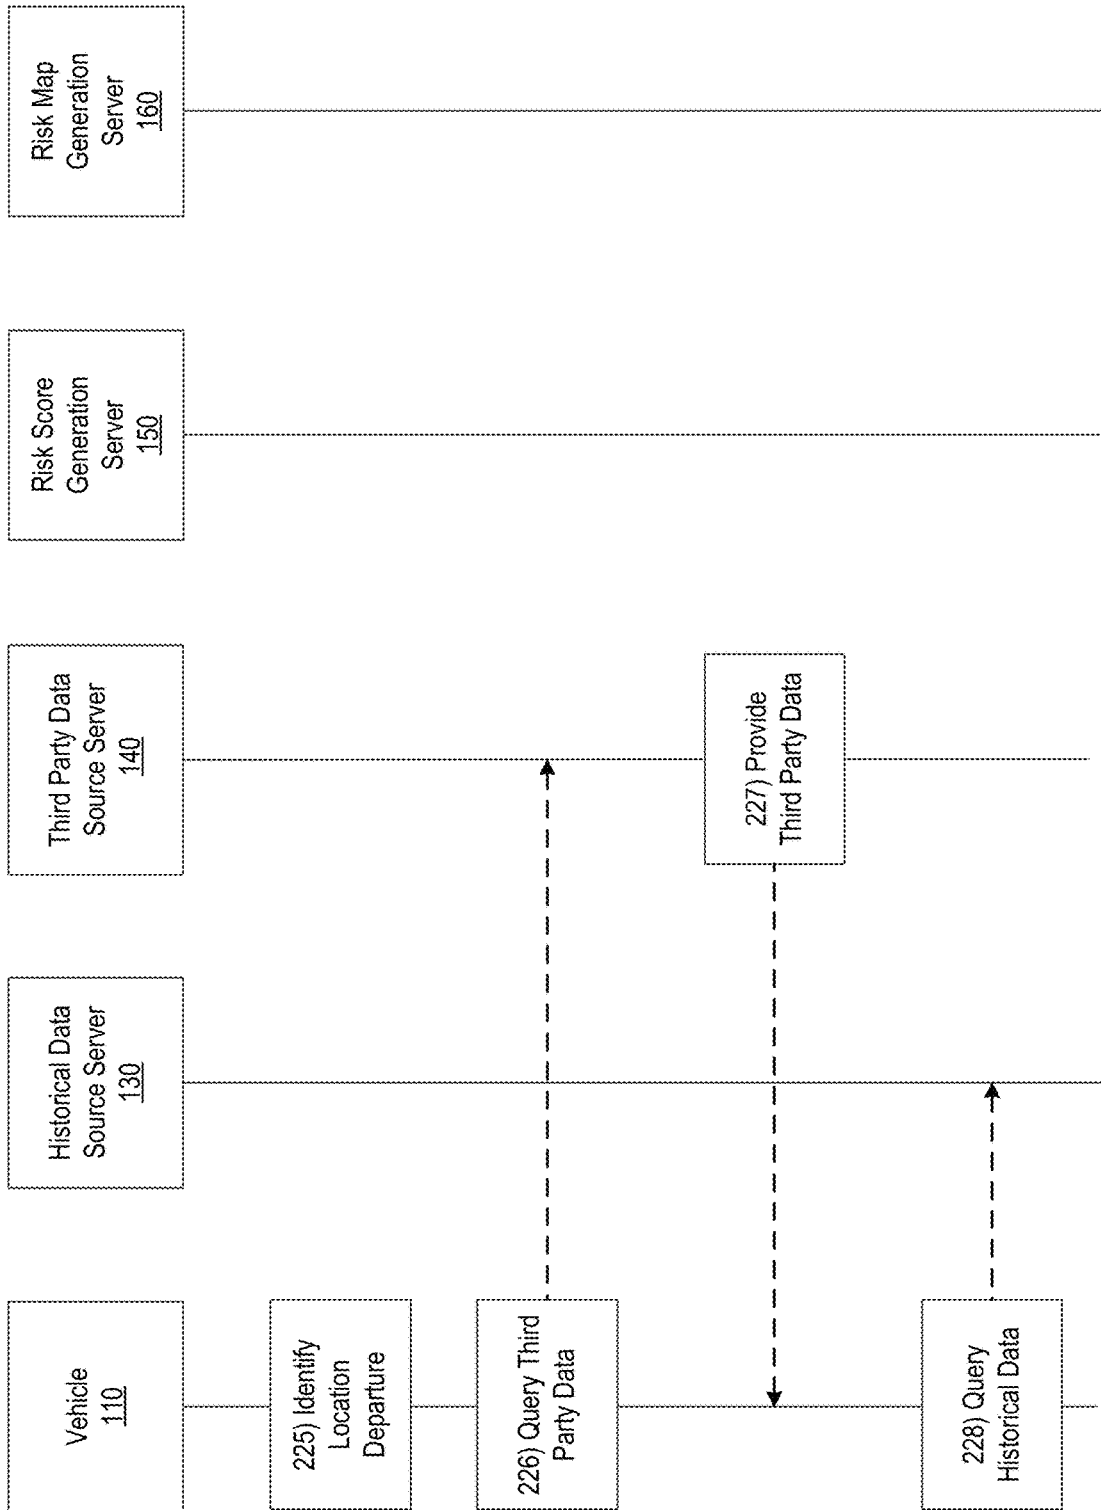 Vehicle
110
Historical Data
Source Server
130
Third Party Data
Source Server
140
Risk Score
Generation
Server
150
Risk Map
Generation
Server
160
225) Identify
Location
Departure
226) Query Third
Party Data
227) Provide
Third Party Data
228) Query
Historical Data